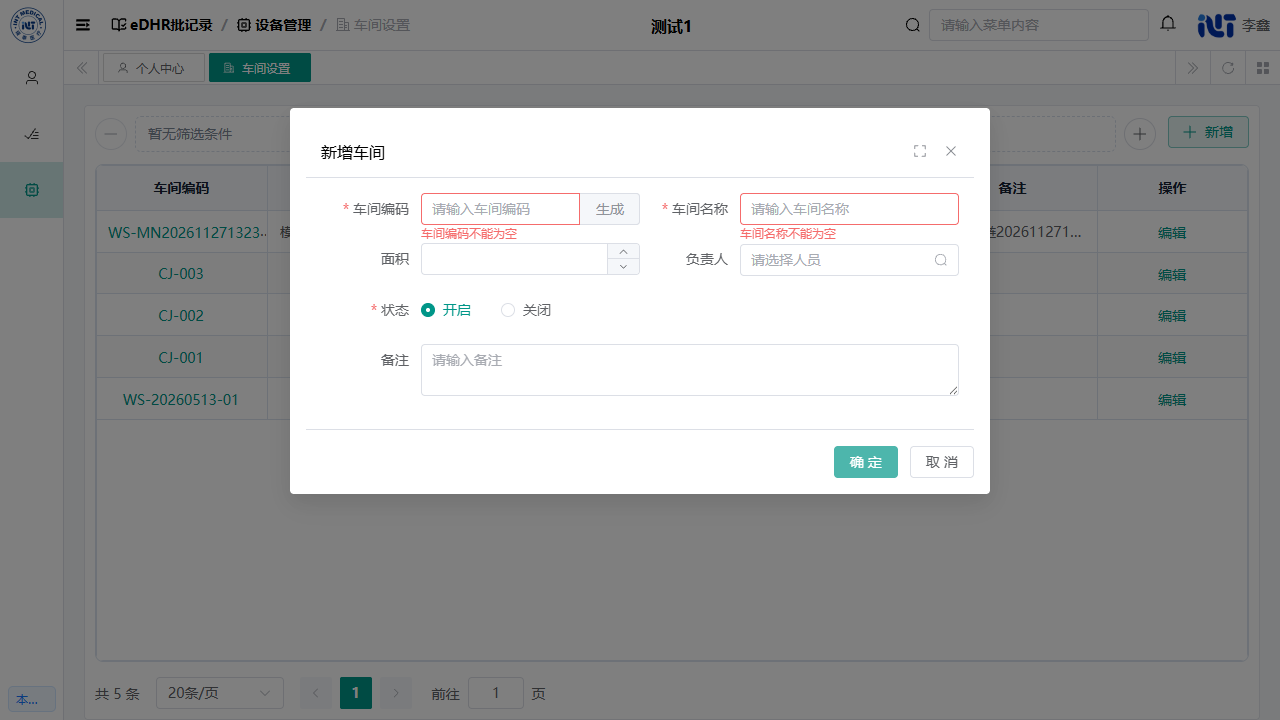 eDHR批记录 / 设备管理 / 车间设置
测试1
请输入菜单内容
李鑫
个人中心
车间设置
暂无筛选条件
新增
车间编码
备注
操作
WS-MN202611271323
编辑
CJ-003
编辑
CJ-002
编辑
CJ-001
编辑
WS-20260513-01
编辑
新增车间
* 车间编码
请输入车间编码
生成
车间编码不能为空
* 车间名称
请输入车间名称
车间名称不能为空
面积
负责人
请选择人员
* 状态
开启
关闭
备注
请输入备注
确 定
取 消
本...
共 5 条
20条/页
1
前往
1
页